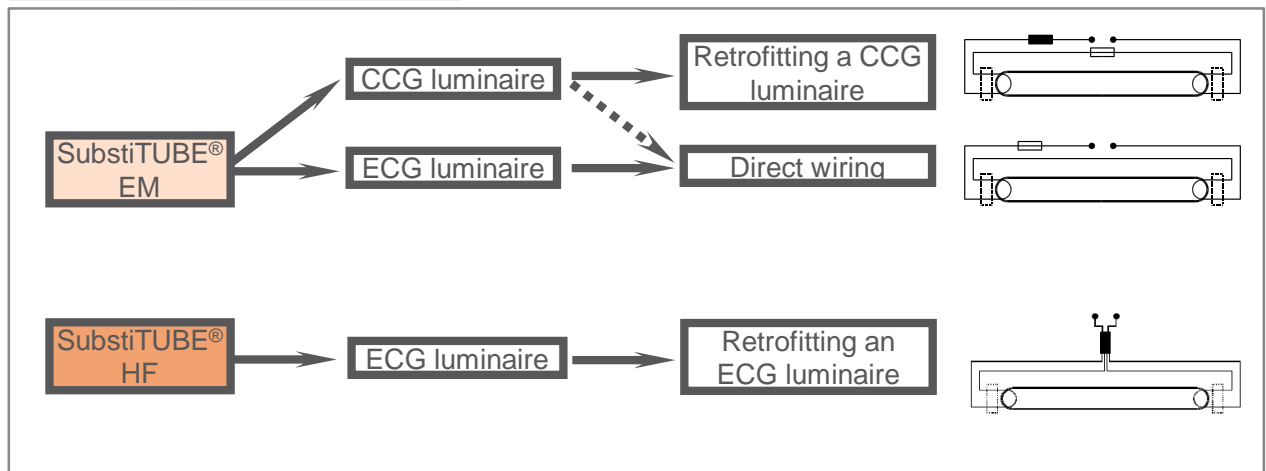 CCG luminaire
Retrofitting a CCG
luminaire
SubstiTUBE®
EM
ECG luminaire
Direct wiring
SubstiTUBE®
HF
ECG luminaire
Retrofitting an
ECG luminaire